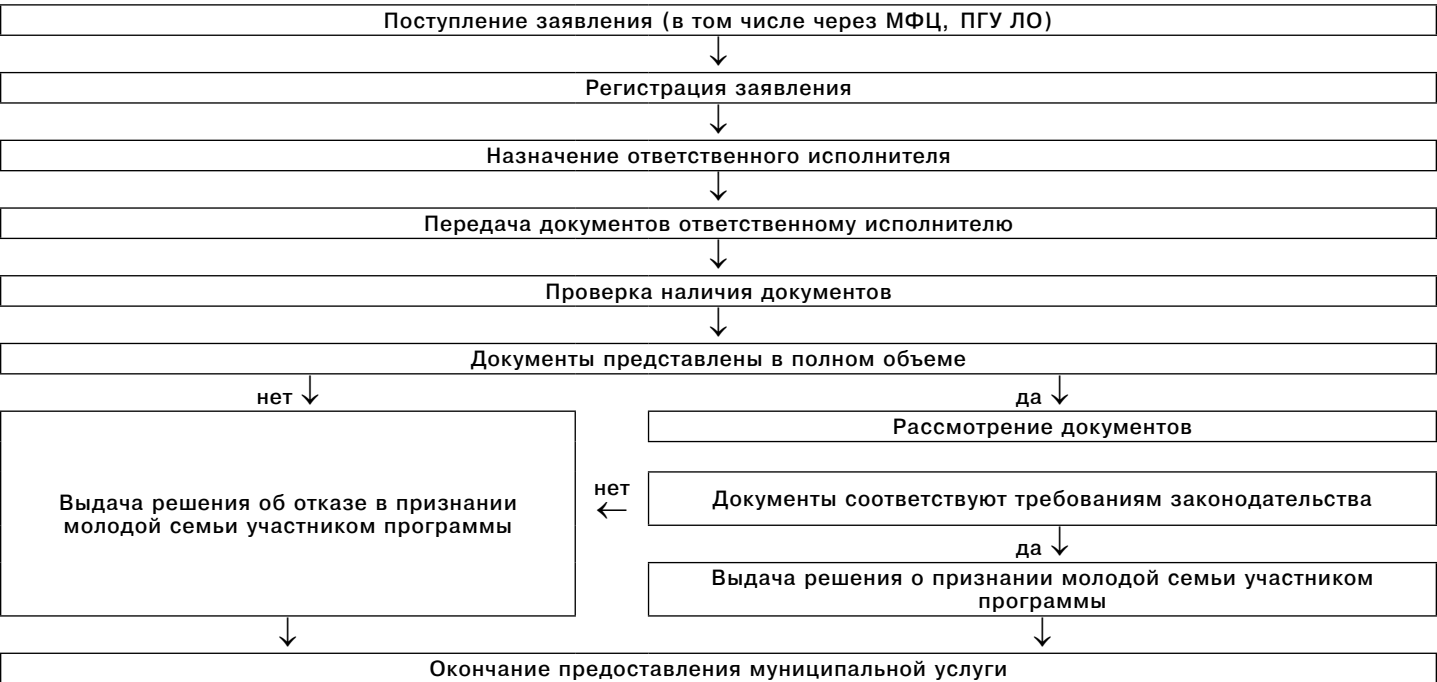 Поступление заявления (в том числе через МФЦ, ПГУ ЛО)
↓
Регистрация заявления
↓
Назначение ответственного исполнителя
↓
Передача документов ответственному исполнителю
↓
Проверка наличия документов
↓
Документы представлены в полном объеме
нет ↓
да ↓
Рассмотрение документов
Документы соответствуют требованиям законодательства
нет
←
Выдача решения об отказе в признании
молодой семьи участником программы
да ↓
Выдача решения о признании молодой семьи участником
программы
↓
↓
Окончание предоставления муниципальной услуги